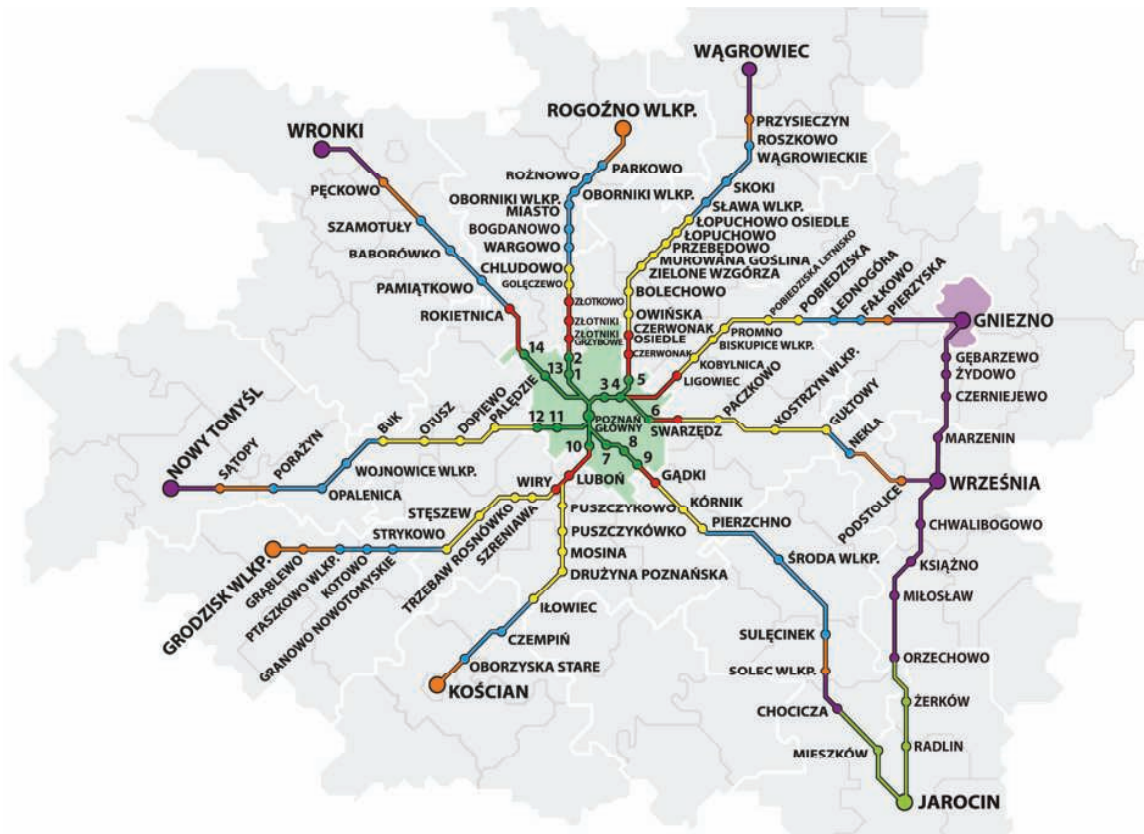 WĄGROWIEC
PRZYSIECZYN
ROSZKOWO
WĄGROWIECKIE
SKOKI
SŁAWA WLKP.
ŁOPUCHOWO OSIEDLE
ŁOPUCHOWO
PRZEBĘDOWO
MUROWANA GOŚLINA
ZIELONE WZGÓRZA
BOLECHOWO
OWIŃSKA
CZERWONAK
OSIEDLE
CZERWONAK
ROGOŹNO WLKP.
PARKOWO
ROŻNOWO
OBORNIKI WLKP.
OBORNIKI WLKP.
MIASTO
BOGDANOWO
WARGOWO
CHLUDOWO
GOLĘCZEWO
ZŁOTKOWO
ZŁOTNIKI
ZŁOTNIKI
GRZYBOWE
WRONKI
PĘCKOWO
SZAMOTUŁY
BABORÓWKO
PAMIĄTKOWO
ROKIETNICA
POBIEDZISKA LETNISKO
POBIEDZISKA
LEDNOGÓRA
FAŁKOWO
PIERZYSKA
PROMNO
BISKUPICE WLKP.
KOBYLNICA
LIGOWIEC
GNIEZNO
GĘBARZEWO
ŻYDOWO
CZERNIEJEWO
MARZENIN
WRZEŚNIA
CHWALIBOGOWO
KSIĄŻNO
MIŁOSŁAW
ORZECHOWO
ŻERKÓW
RADLIN
JAROCIN
14
13
2
1
3
4
5
6
12
11
POZNAŃ
GŁÓWNY
10
7
8
9
SWARZĘDZ
PACZKOWO
KOSTRZYN WLKP.
GUŁTOWY
NEKLA
PODSTOLICE
NOWY TOMYŚL
SĄTOPY
PORAŻYN
OPALENICA
WOJNOWICE WLKP.
BUK
OTUSZ
DOPIEWO
PALĘDZIE
LUBOŃ
WIRY
SZRENIAWA
TRZEBAW ROSNÓWKO
STĘSZEW
STRYKOWO
GRANOWO NOWOTOMYSKIE
KOTOWO
PTASZKOWO WLKP.
GRĄBLEWO
GRODZISK WLKP.
PUSZCZYKOWO
PUSZCZYKÓWKO
MOSINA
DRUŻYNA POZNAŃSKA
IŁOWIEC
CZEMPIŃ
OBORZYSKA STARE
KOŚCIAN
GĄDKI
KÓRNIK
PIERZCHNO
ŚRODA WLKP.
SULĘCINEK
SOLEC WLKP.
CHOCICZA
MIESZKÓW